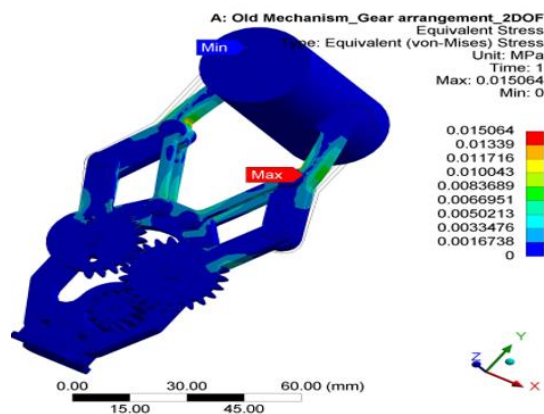 A: Old Mechanism_Gear arrangement_2DOF
Equivalent Stress
Type: Equivalent (von-Mises) Stress
Unit: MPa
Time: 1
Max: 0.015064
Min: 0
Min
Max
0.015064
0.01339
0.011716
0.010043
0.0083689
0.0066951
0.0050213
0.0033476
0.0016738
0
0.00 30.00 60.00 (mm)
15.00 45.00
Y
Z
X